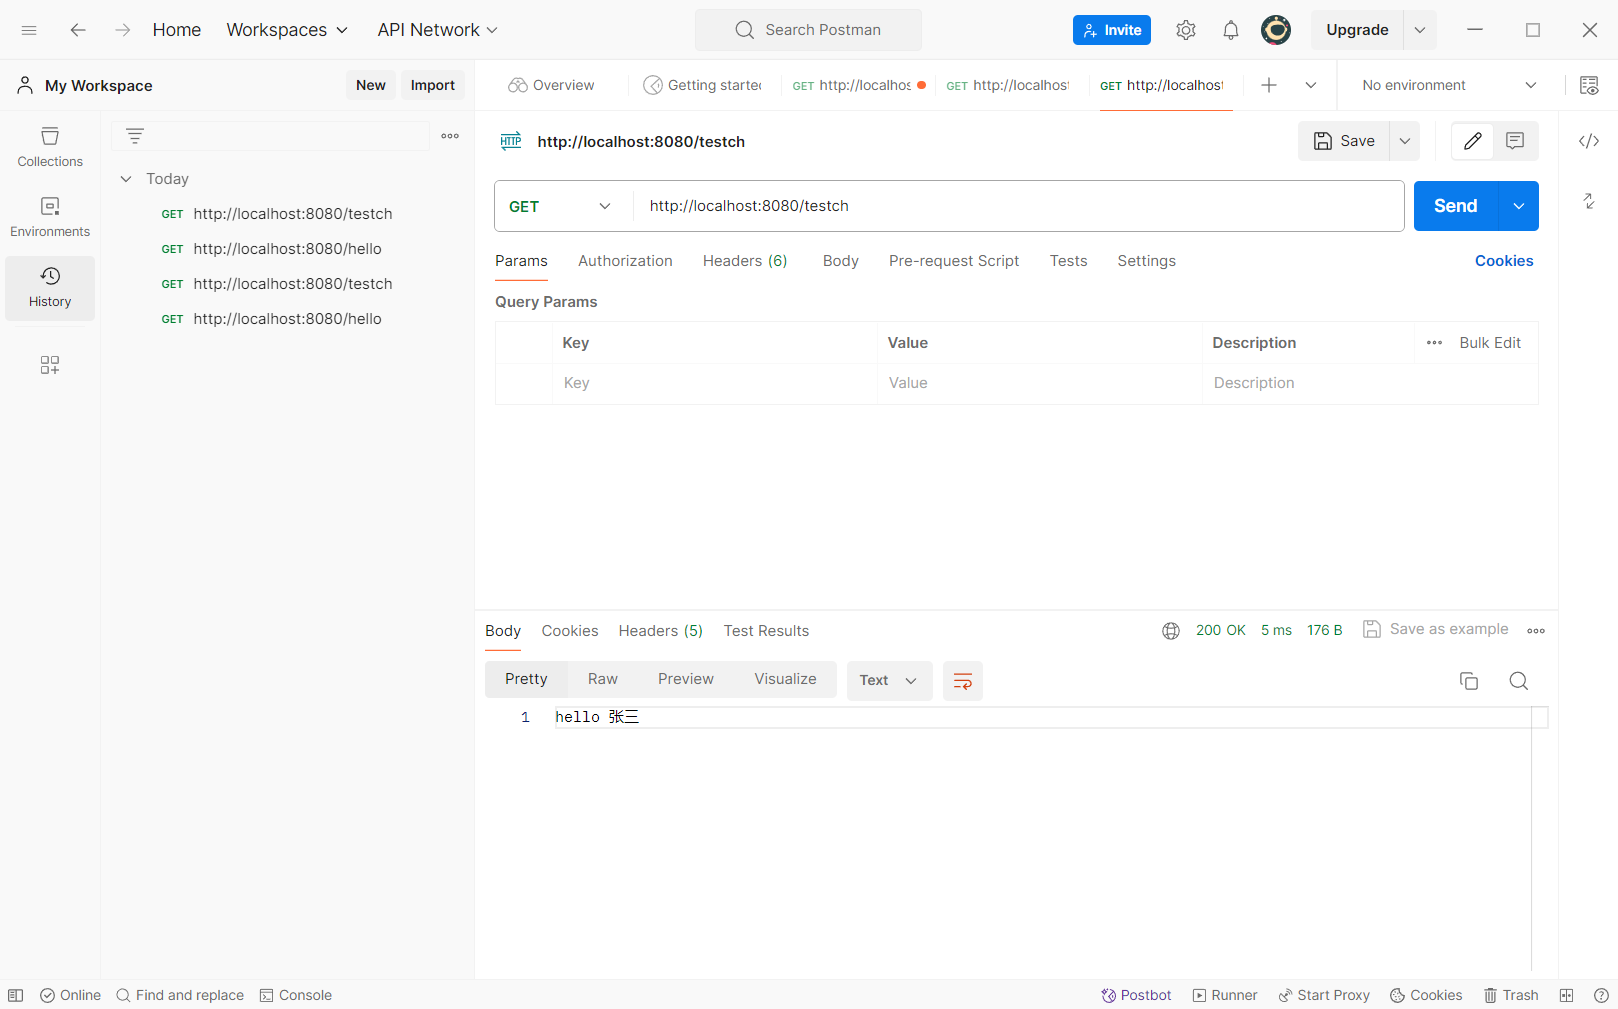 Home Workspaces API Network Search Postman Invite Upgrade
My Workspace New Import Overview Getting starte GET http://localhos GET http://localhost GET http://localhost No environment
Collections
Environments
History
Today
GET http://localhost:8080/testch
GET http://localhost:8080/hello
GET http://localhost:8080/testch
GET http://localhost:8080/hello
HTTP http://localhost:8080/testch Save
GET http://localhost:8080/testch Send
Params Authorization Headers (6) Body Pre-request Script Tests Settings Cookies
Query Params
Key Value Description Bulk Edit
Key Value Description
Body Cookies Headers (5) Test Results 200 OK 5 ms 176 B Save as example
Pretty Raw Preview Visualize Text
1 hello 张三
Online Find and replace Console Postbot Runner Start Proxy Cookies Trash